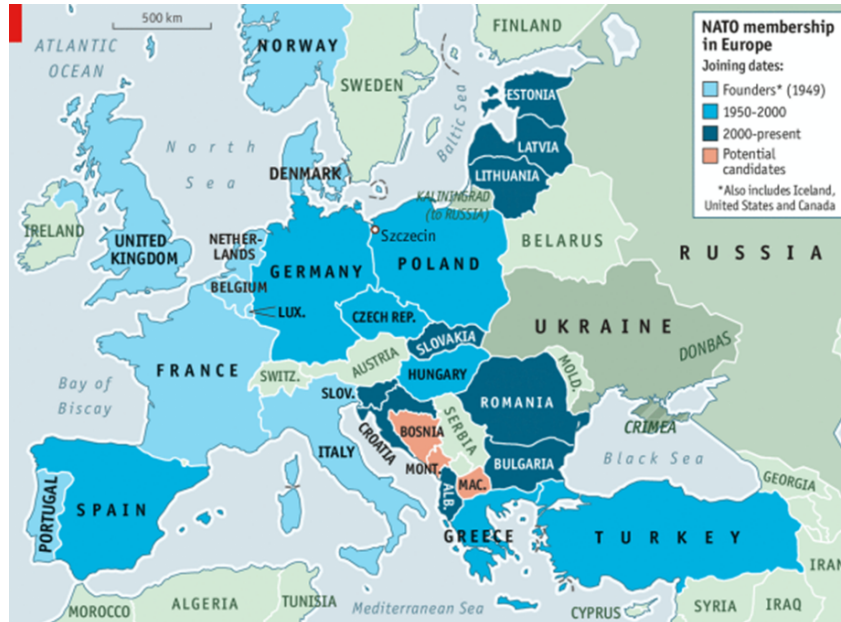 500 km
ATLANTIC
OCEAN
NORWAY
SWEDEN
FINLAND
NATO membership
in Europe
Joining dates:
Founders* (1949)
1950-2000
2000-present
Potential
candidates
*Also includes Iceland,
United States and Canada
North
Sea
Baltic Sea
ESTONIA
LATVIA
LITHUANIA
DENMARK
KALININGRAD
(to RUSSIA)
IRELAND
UNITED
KINGDOM
NETHER-
LANDS
BELGIUM
LUX.
GERMANY
Szczecin
POLAND
BELARUS
RUSSIA
UKRAINE
DONBAS
CZECH REP.
SLOVAKIA
FRANCE
SWITZ.
AUSTRIA
HUNGARY
MOLD.
Bay of
Biscay
SLOV.
CROATIA
BOSNIA
SERBIA
ROMANIA
CRIMEA
ITALY
MONT.
MAC.
ALB.
BULGARIA
Black Sea
GEORGIA
PORTUGAL
SPAIN
GREECE
TURKEY
IRAN
MOROCCO
ALGERIA
TUNISIA
Mediterranean Sea
CYPRUS
SYRIA
IRAQ